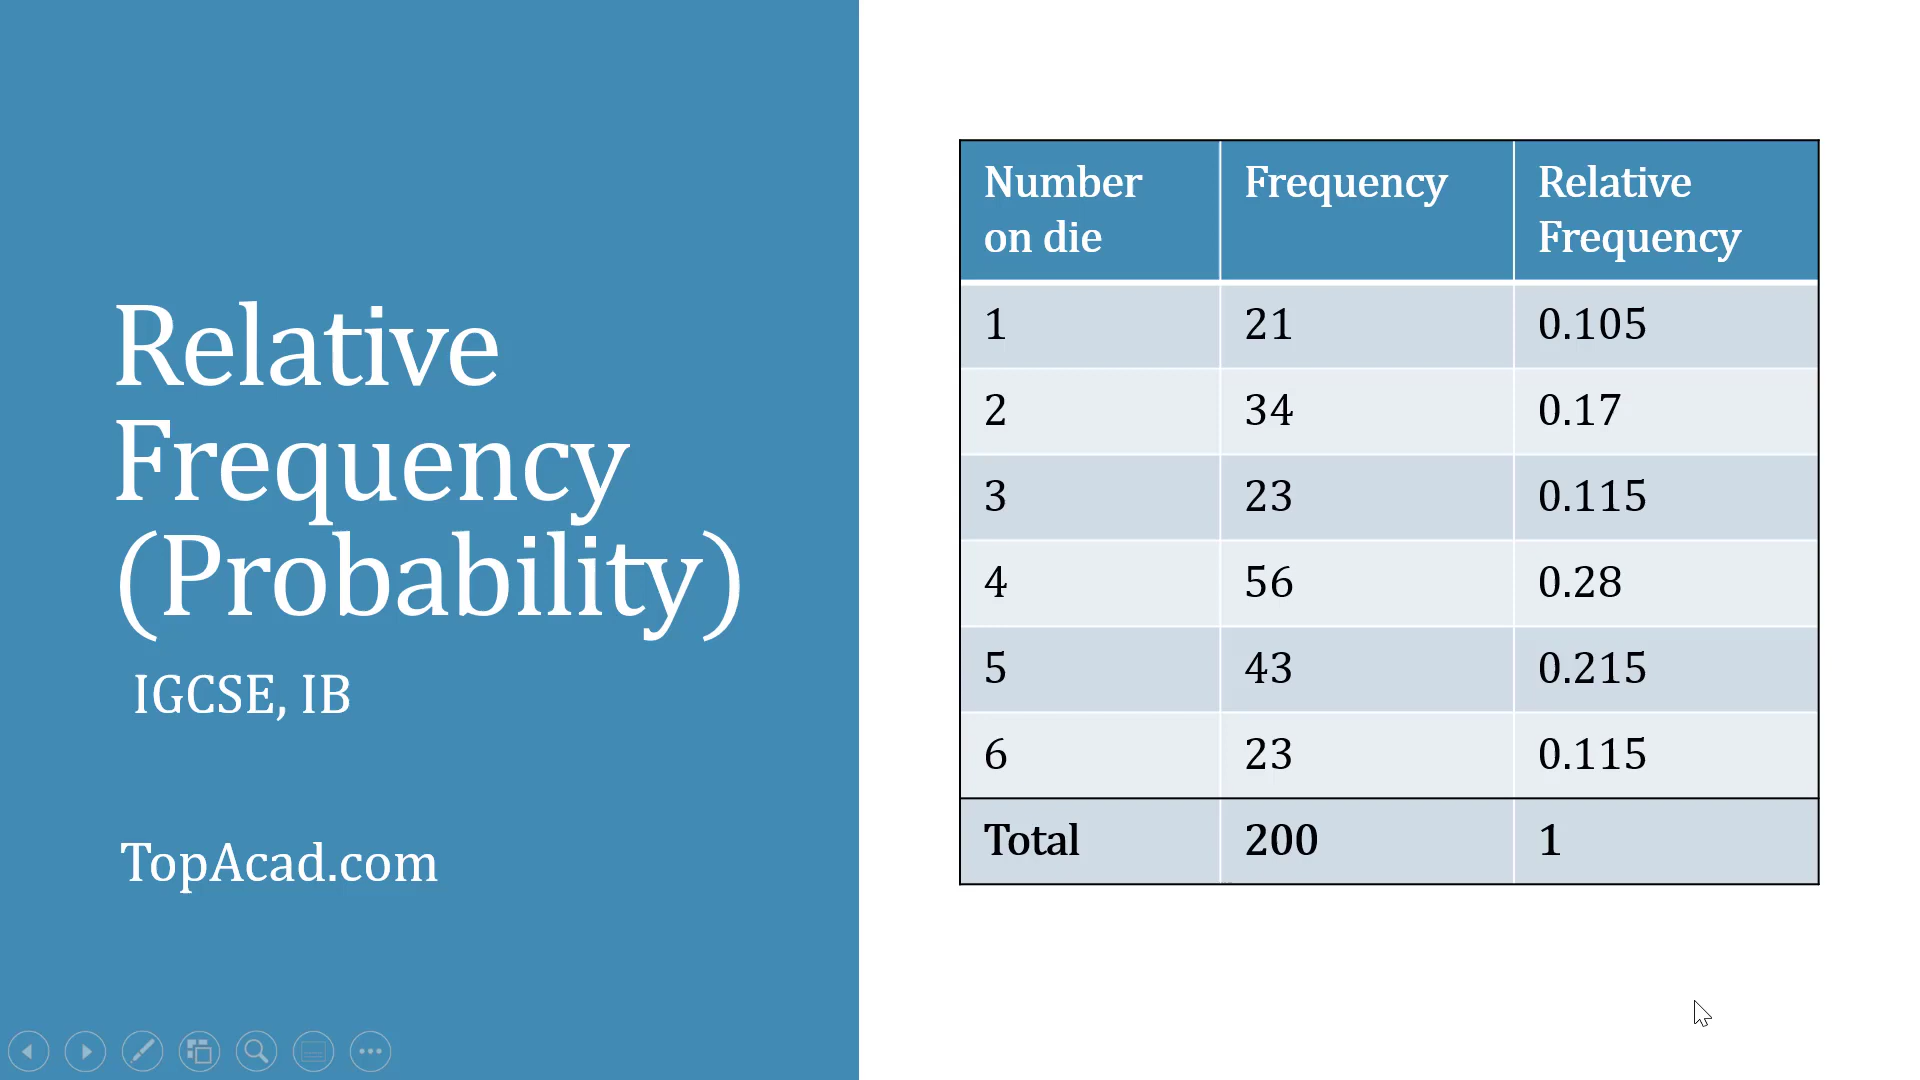 Relative
Frequency
(Probability)
IGCSE, IB
TopAcad.com
Number on die Frequency Relative Frequency
1 21 0.105
2 34 0.17
3 23 0.115
4 56 0.28
5 43 0.215
6 23 0.115
Total 200 1